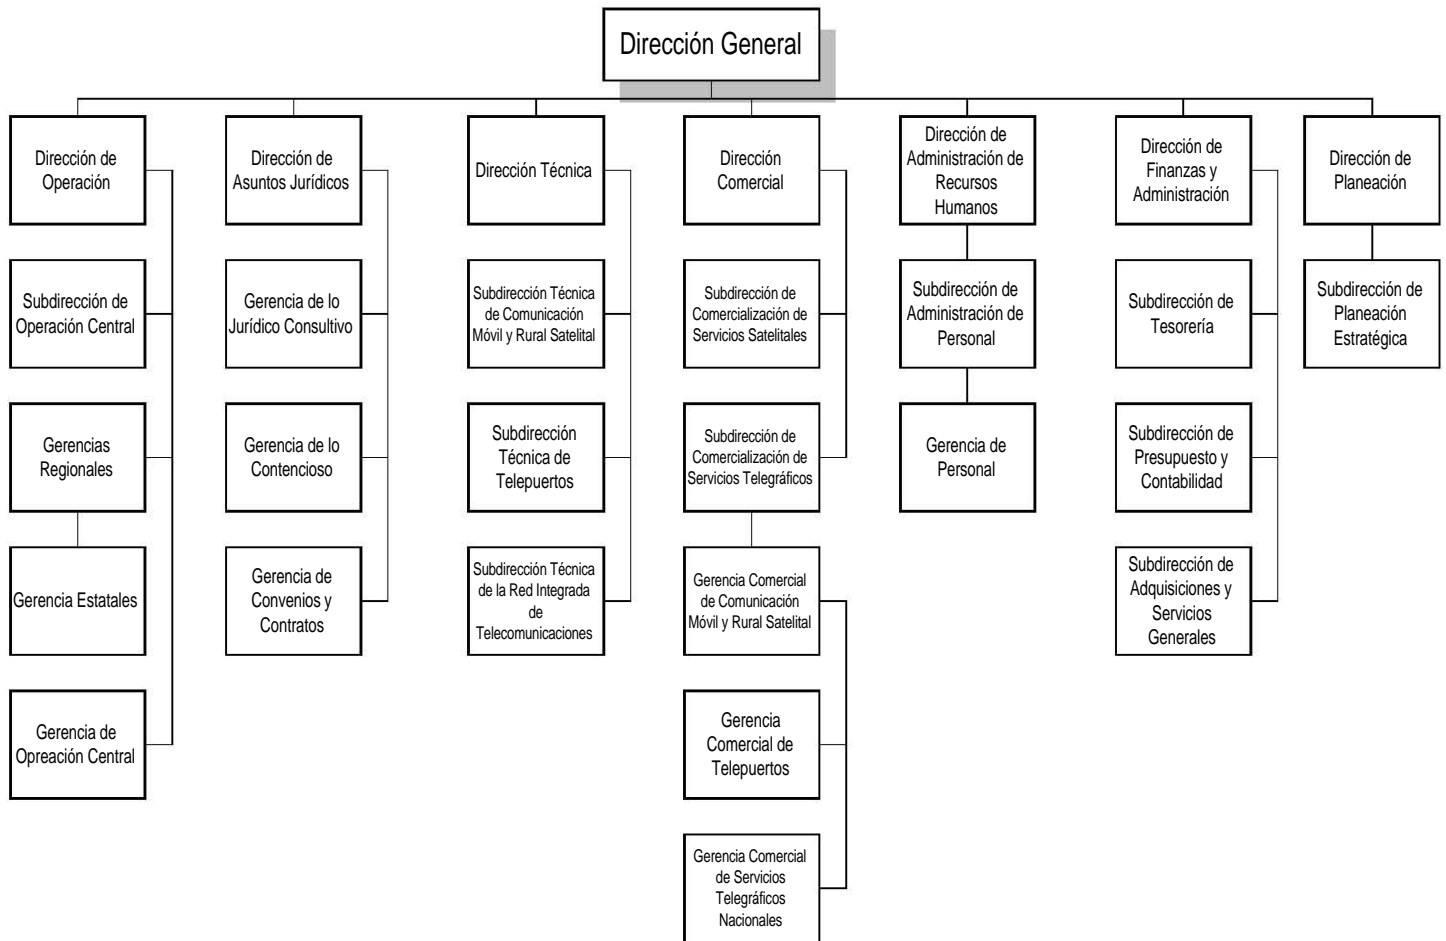 Dirección General
Dirección de
Operación
Dirección de
Asuntos Jurídicos
Dirección Técnica
Dirección
Comercial
Dirección de
Administración de
Recursos
Humanos
Dirección de
Finanzas y
Administración
Dirección de
Planeación
Subdirección de
Operación Central
Gerencia de lo
Jurídico Consultivo
Subdirección Técnica
de Comunicación
Móvil y Rural Satelital
Subdirección de
Comercialización de
Servicios Satelitales
Subdirección de
Administración de
Personal
Subdirección de
Tesorería
Subdirección de
Planeación
Estratégica
Gerencias
Regionales
Gerencia de lo
Contencioso
Subdirección
Técnica de
Telepuertos
Subdirección de
Comercialización de
Servicios Telegráficos
Gerencia de
Personal
Subdirección de
Presupuesto y
Contabilidad
Gerencia Estatales
Gerencia de
Convenios y
Contratos
Subdirección Técnica
de la Red Integrada
de
Telecomunicaciones
Gerencia Comercial
de Comunicación
Móvil y Rural Satelital
Subdirección de
Adquisiciones y
Servicios
Generales
Gerencia de
Opreación Central
Gerencia
Comercial de
Telepuertos
Gerencia Comercial
de Servicios
Telegráficos
Nacionales